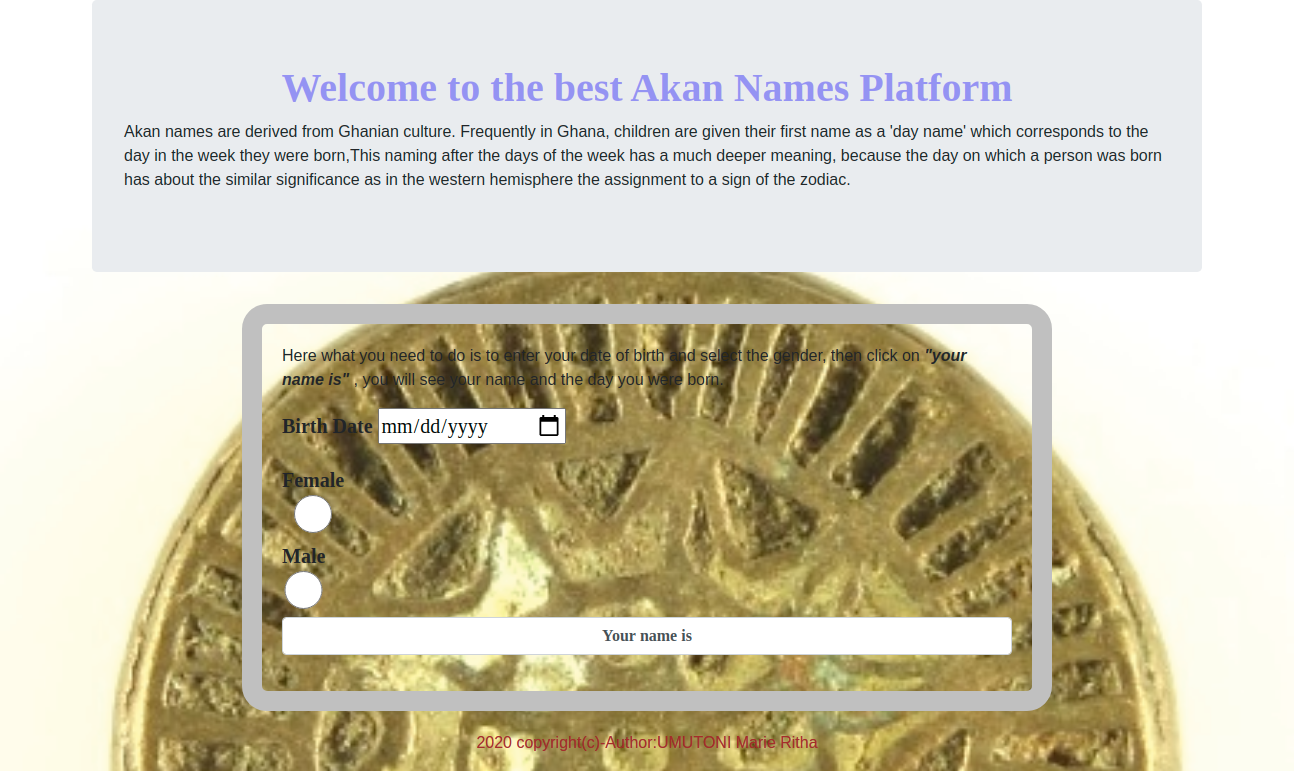 Welcome to the best Akan Names Platform
Akan names are derived from Ghanian culture. Frequently in Ghana, children are given their first name as a 'day name' which corresponds to the
day in the week they were born,This naming after the days of the week has a much deeper meaning, because the day on which a person was born
has about the similar significance as in the western hemisphere the assignment to a sign of the zodiac.
Here what you need to do is to enter your date of birth and select the gender, then click on "your
name is" , you will see your name and the day you were born.
Birth Date mm/dd/yyyy
Female
Male
Your name is
2020 copyright(c)-Author:UMUTONI Marie Ritha